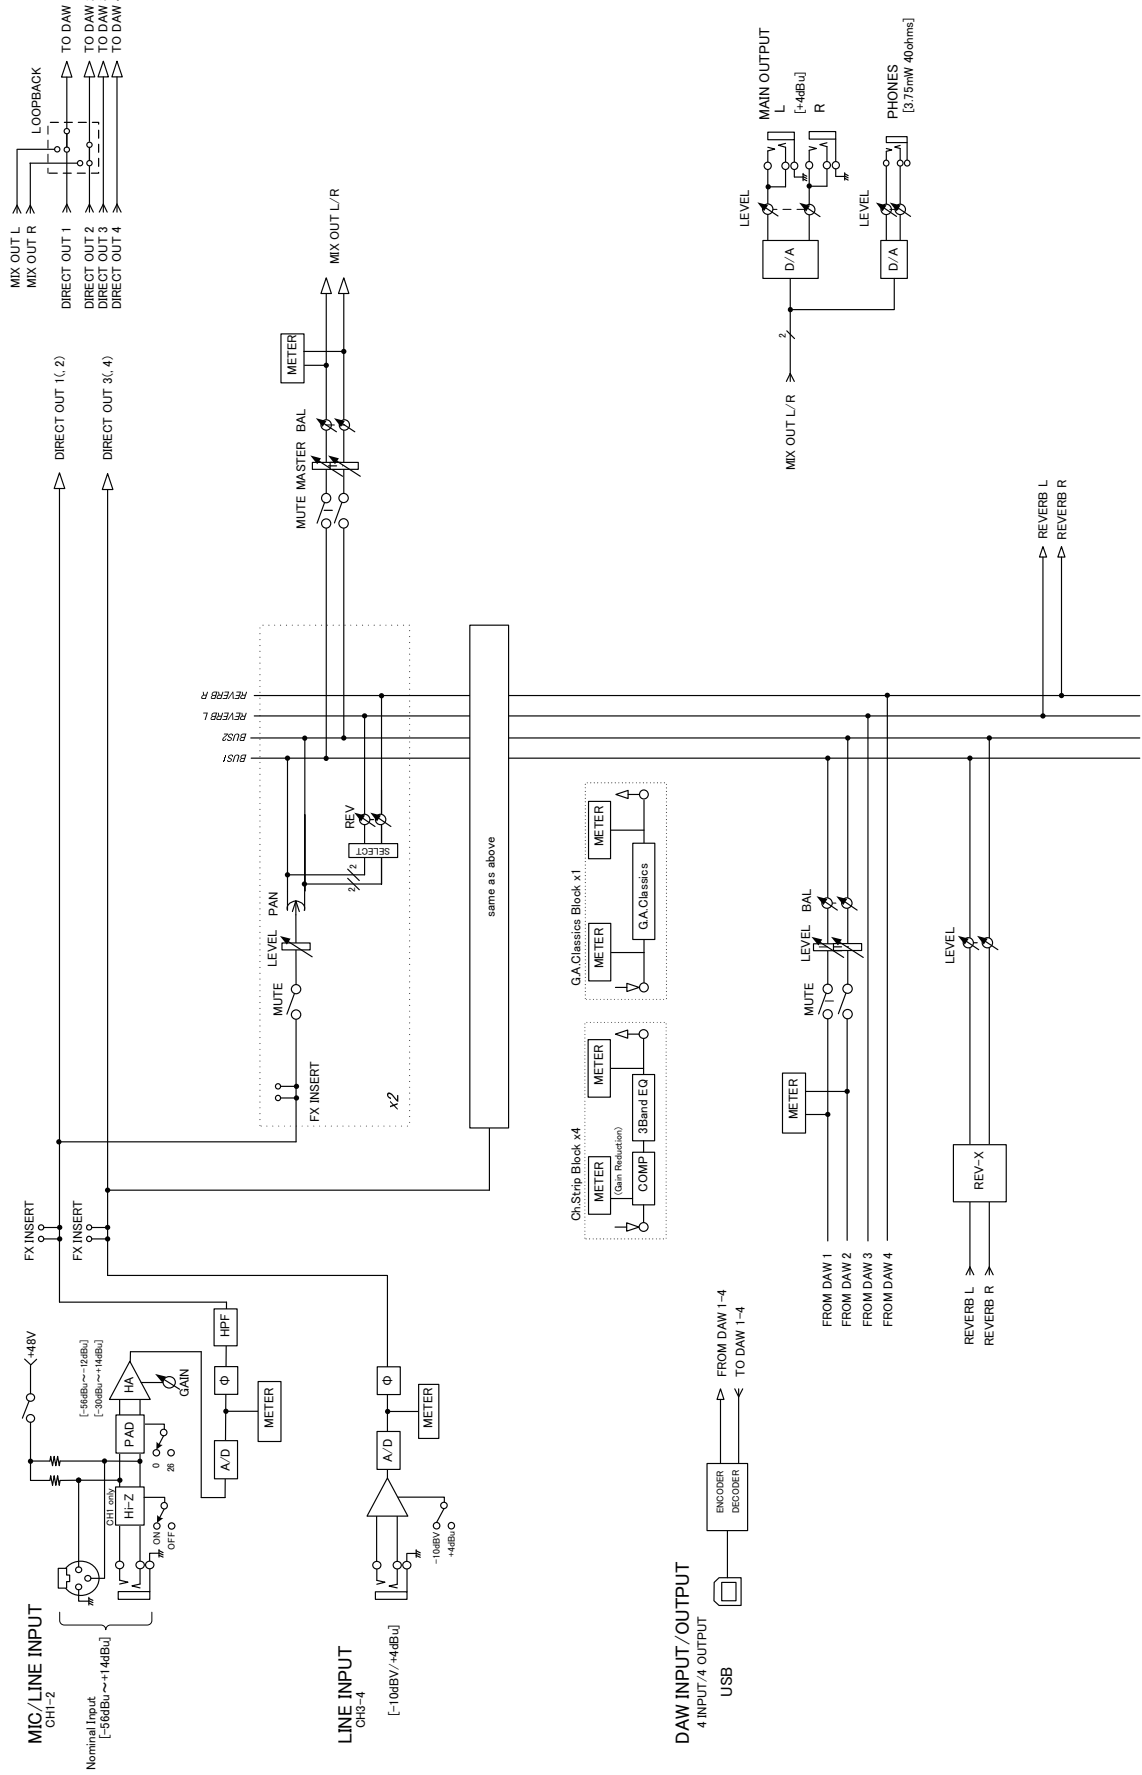 MIC/LINE INPUT
CH1-2
Nominal Input
[-56dBu～+14dBu]
CH1 only
Hi-Z
ON
OFF
PAD
0
26
+48V
[-56dBu～-12dBu]
[-30dBu～+14dBu]
HA
GAIN
A/D
METER
Φ
HPF
FX INSERT
FX INSERT
DIRECT OUT 1(, 2)
DIRECT OUT 3(, 4)
MIX OUT L
MIX OUT R
DIRECT OUT 1
DIRECT OUT 2
DIRECT OUT 3
DIRECT OUT 4
LOOPBACK
TO DAW
TO DAW
TO DAW
TO DAW
FX INSERT
MUTE
LEVEL
PAN
2
2
SELECT
REV
x2
BUS1
BUS2
REVERB L
REVERB R
MUTE
MASTER
BAL
METER
MIX OUT L/R
LINE INPUT
CH3-4
[-10dBV/+4dBu]
-10dBV
+4dBu
A/D
METER
Φ
same as above
Ch.Strip Block x4
METER
(Gain Reduction)
COMP
3Band EQ
METER
G.A.Classics Block x1
METER
G.A.Classics
METER
DAW INPUT/OUTPUT
4 INPUT/4 OUTPUT
USB
ENCODER
DECODER
FROM DAW 1-4
TO DAW 1-4
FROM DAW 1
FROM DAW 2
FROM DAW 3
FROM DAW 4
METER
MUTE
LEVEL
BAL
REVERB L
REVERB R
REV-X
LEVEL
REVERB L
REVERB R
MIX OUT L/R
2
D/A
LEVEL
MAIN OUTPUT
L
[+4dBu]
R
D/A
LEVEL
PHONES
[3.75mW 40ohms]